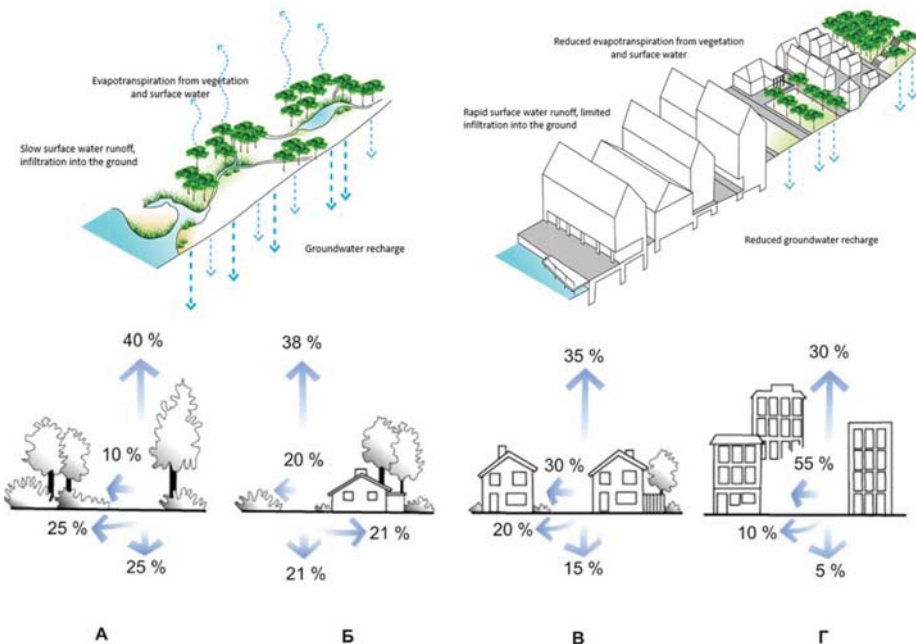 Evapotranspiration from vegetation
and surface water
Slow surface water runoff,
infiltration into the ground
Groundwater recharge
Reduced evapotranspiration from vegetation
and surface water
Rapid surface water runoff, limited
infiltration into the ground
Reduced groundwater recharge
40 %
10 %
25 %
25 %
38 %
20 %
21 %
21 %
35 %
30 %
20 %
15 %
30 %
55 %
10 %
5 %
А
Б
В
Г